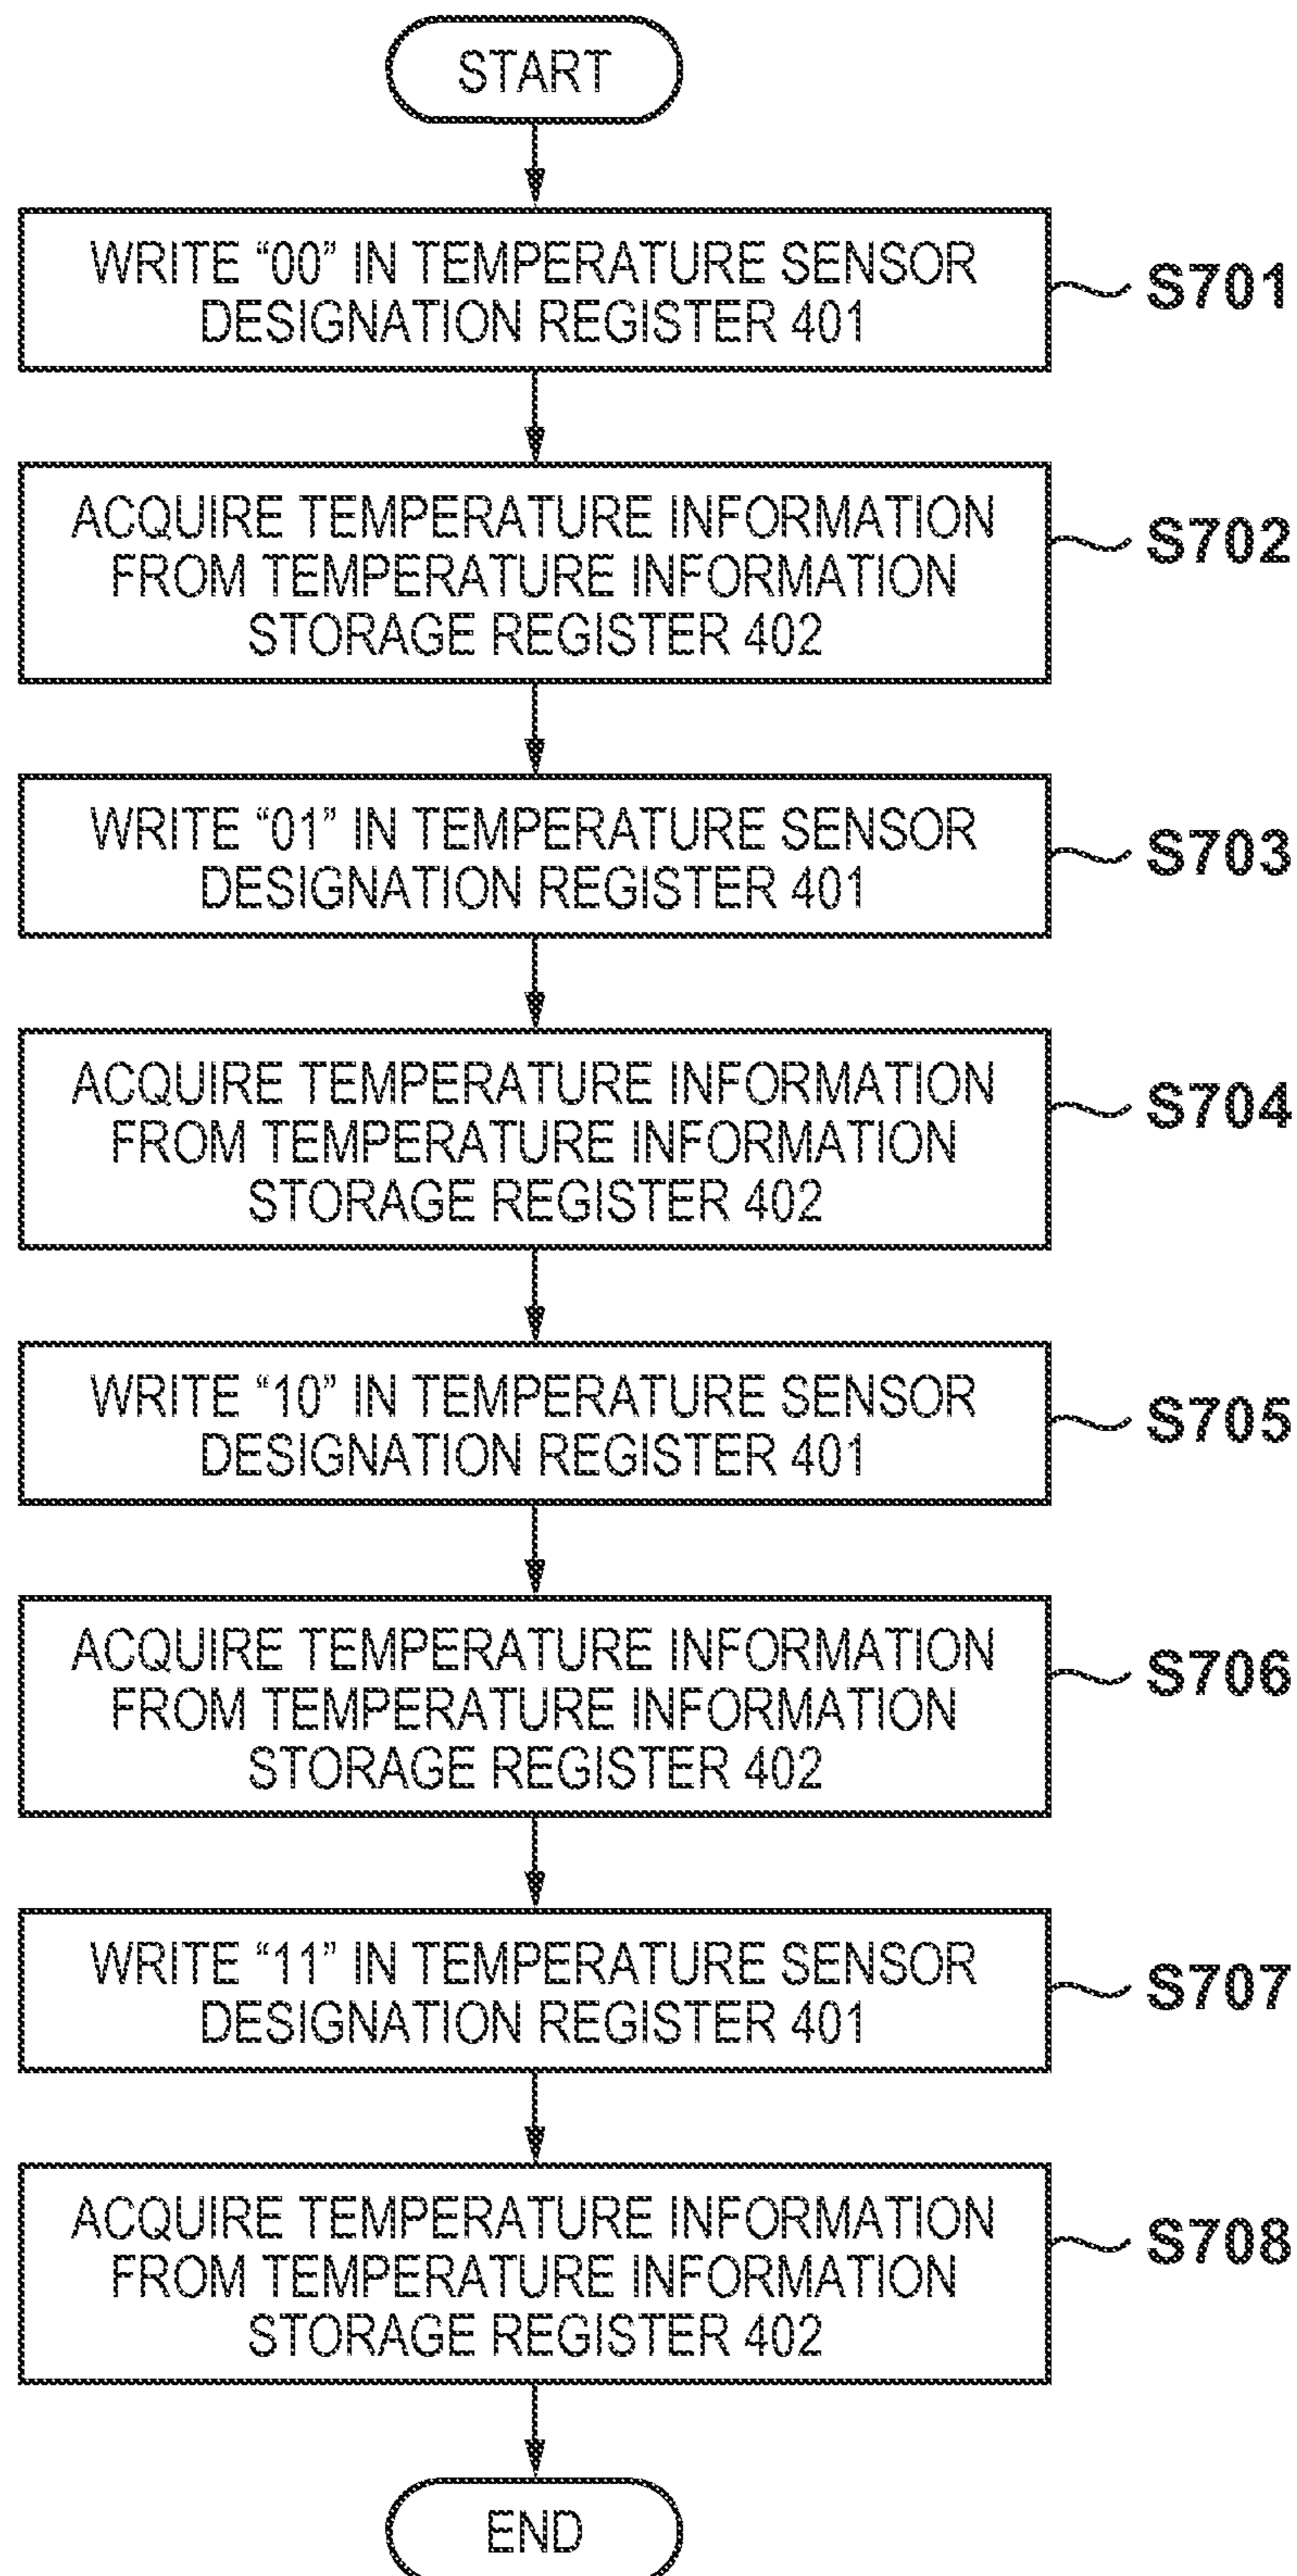 START
WRITE “00” IN TEMPERATURE SENSOR
DESIGNATION REGISTER 401
S701
ACQUIRE TEMPERATURE INFORMATION
FROM TEMPERATURE INFORMATION
STORAGE REGISTER 402
S702
WRITE “01” IN TEMPERATURE SENSOR
DESIGNATION REGISTER 401
S703
ACQUIRE TEMPERATURE INFORMATION
FROM TEMPERATURE INFORMATION
STORAGE REGISTER 402
S704
WRITE “10” IN TEMPERATURE SENSOR
DESIGNATION REGISTER 401
S705
ACQUIRE TEMPERATURE INFORMATION
FROM TEMPERATURE INFORMATION
STORAGE REGISTER 402
S706
WRITE “11” IN TEMPERATURE SENSOR
DESIGNATION REGISTER 401
S707
ACQUIRE TEMPERATURE INFORMATION
FROM TEMPERATURE INFORMATION
STORAGE REGISTER 402
S708
END